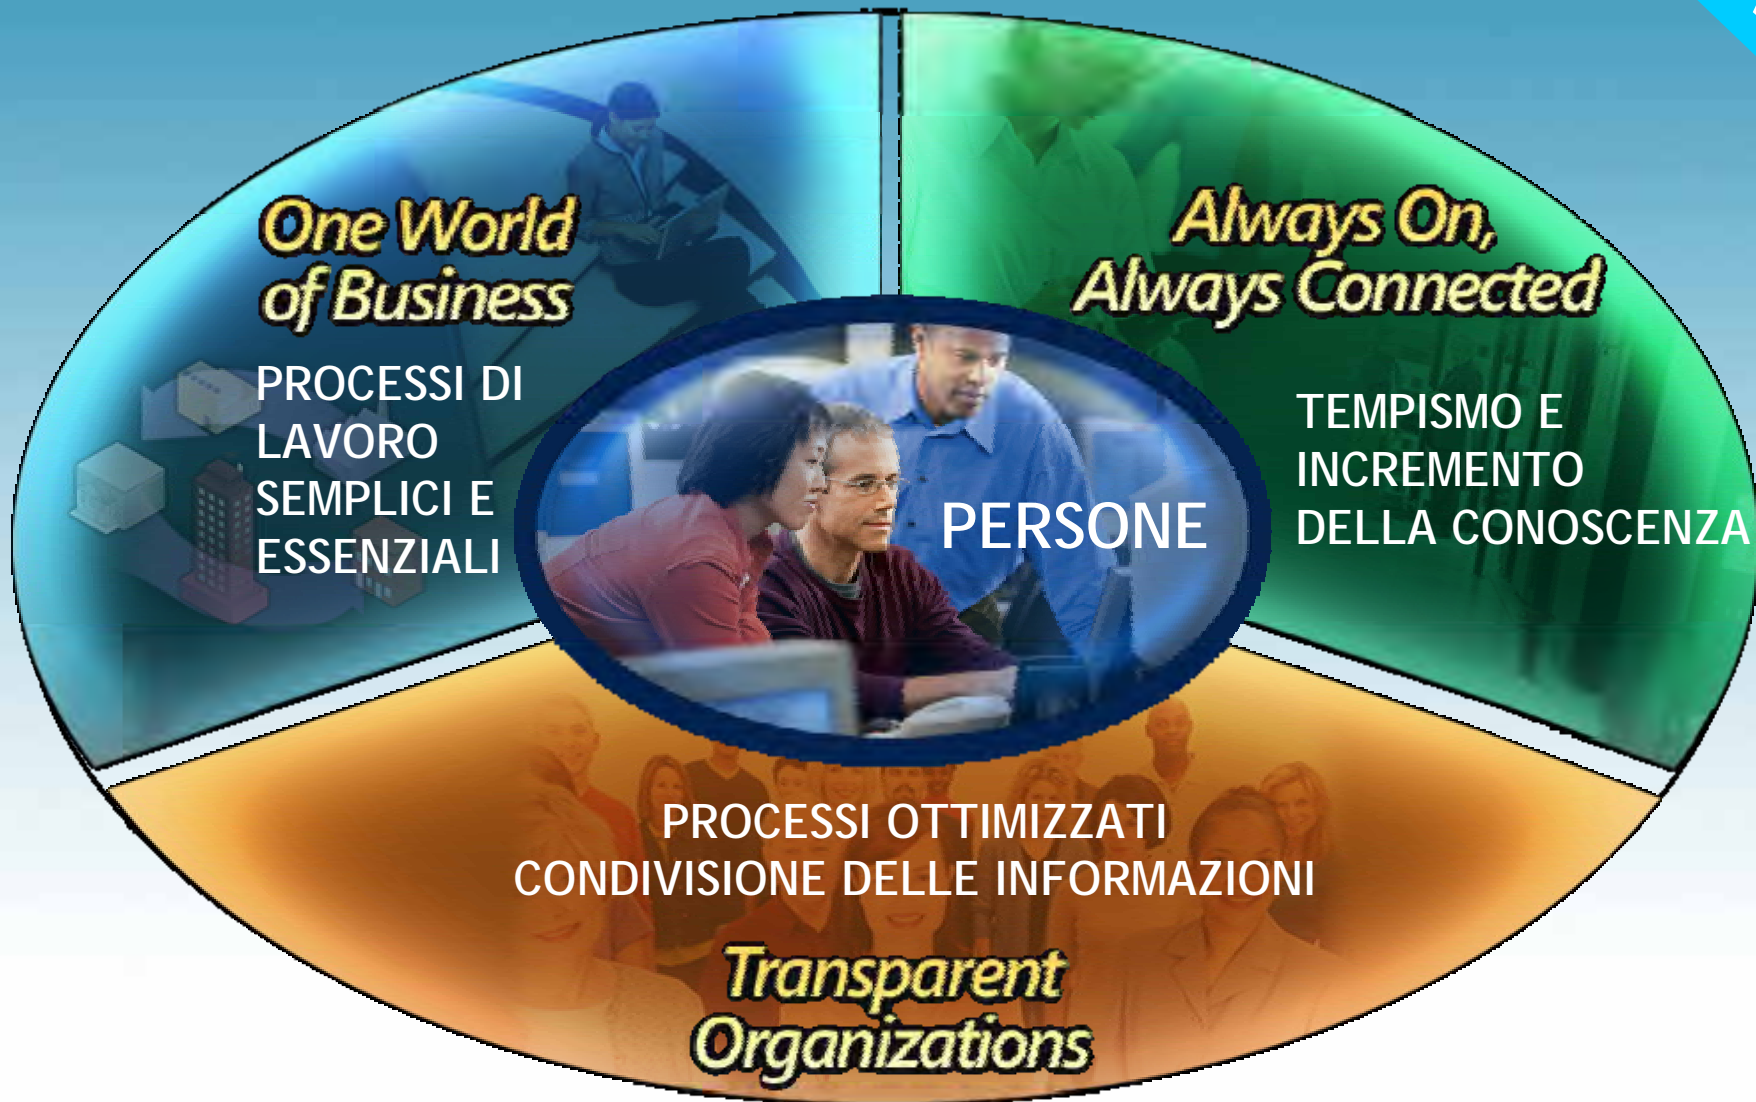 One World
of Business
PROCESSI DI
LAVORO
SEMPLICI E
ESSENZIALI
Always On,
Always Connected
TEMPISMO E
INCREMENTO
DELLA CONOSCENZA
PERSONE
PROCESSI OTTIMIZZATI
CONDIVISIONE DELLE INFORMAZIONI
Transparent
Organizations